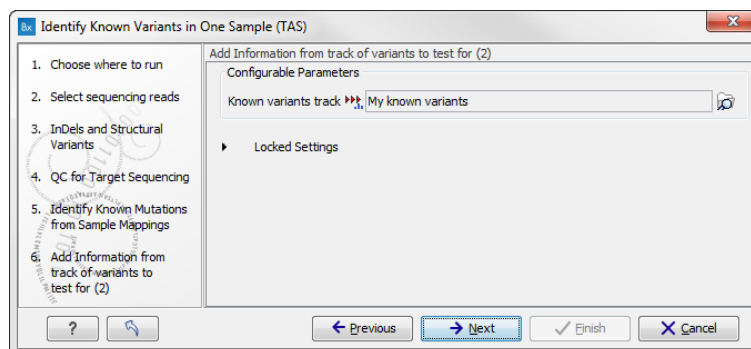 Bx Identify Known Variants in One Sample (TAS)
X
1. Choose where to run
2. Select sequencing reads
3. InDels and Structural
Variants
4. QC for Target Sequencing
5. Identify Known Mutations
from Sample Mappings
6. Add Information from
track of variants to
test for (2)
Add Information from track of variants to test for (2)
Configurable Parameters
Known variants track My known variants
Locked Settings
? Previous Next Finish Cancel